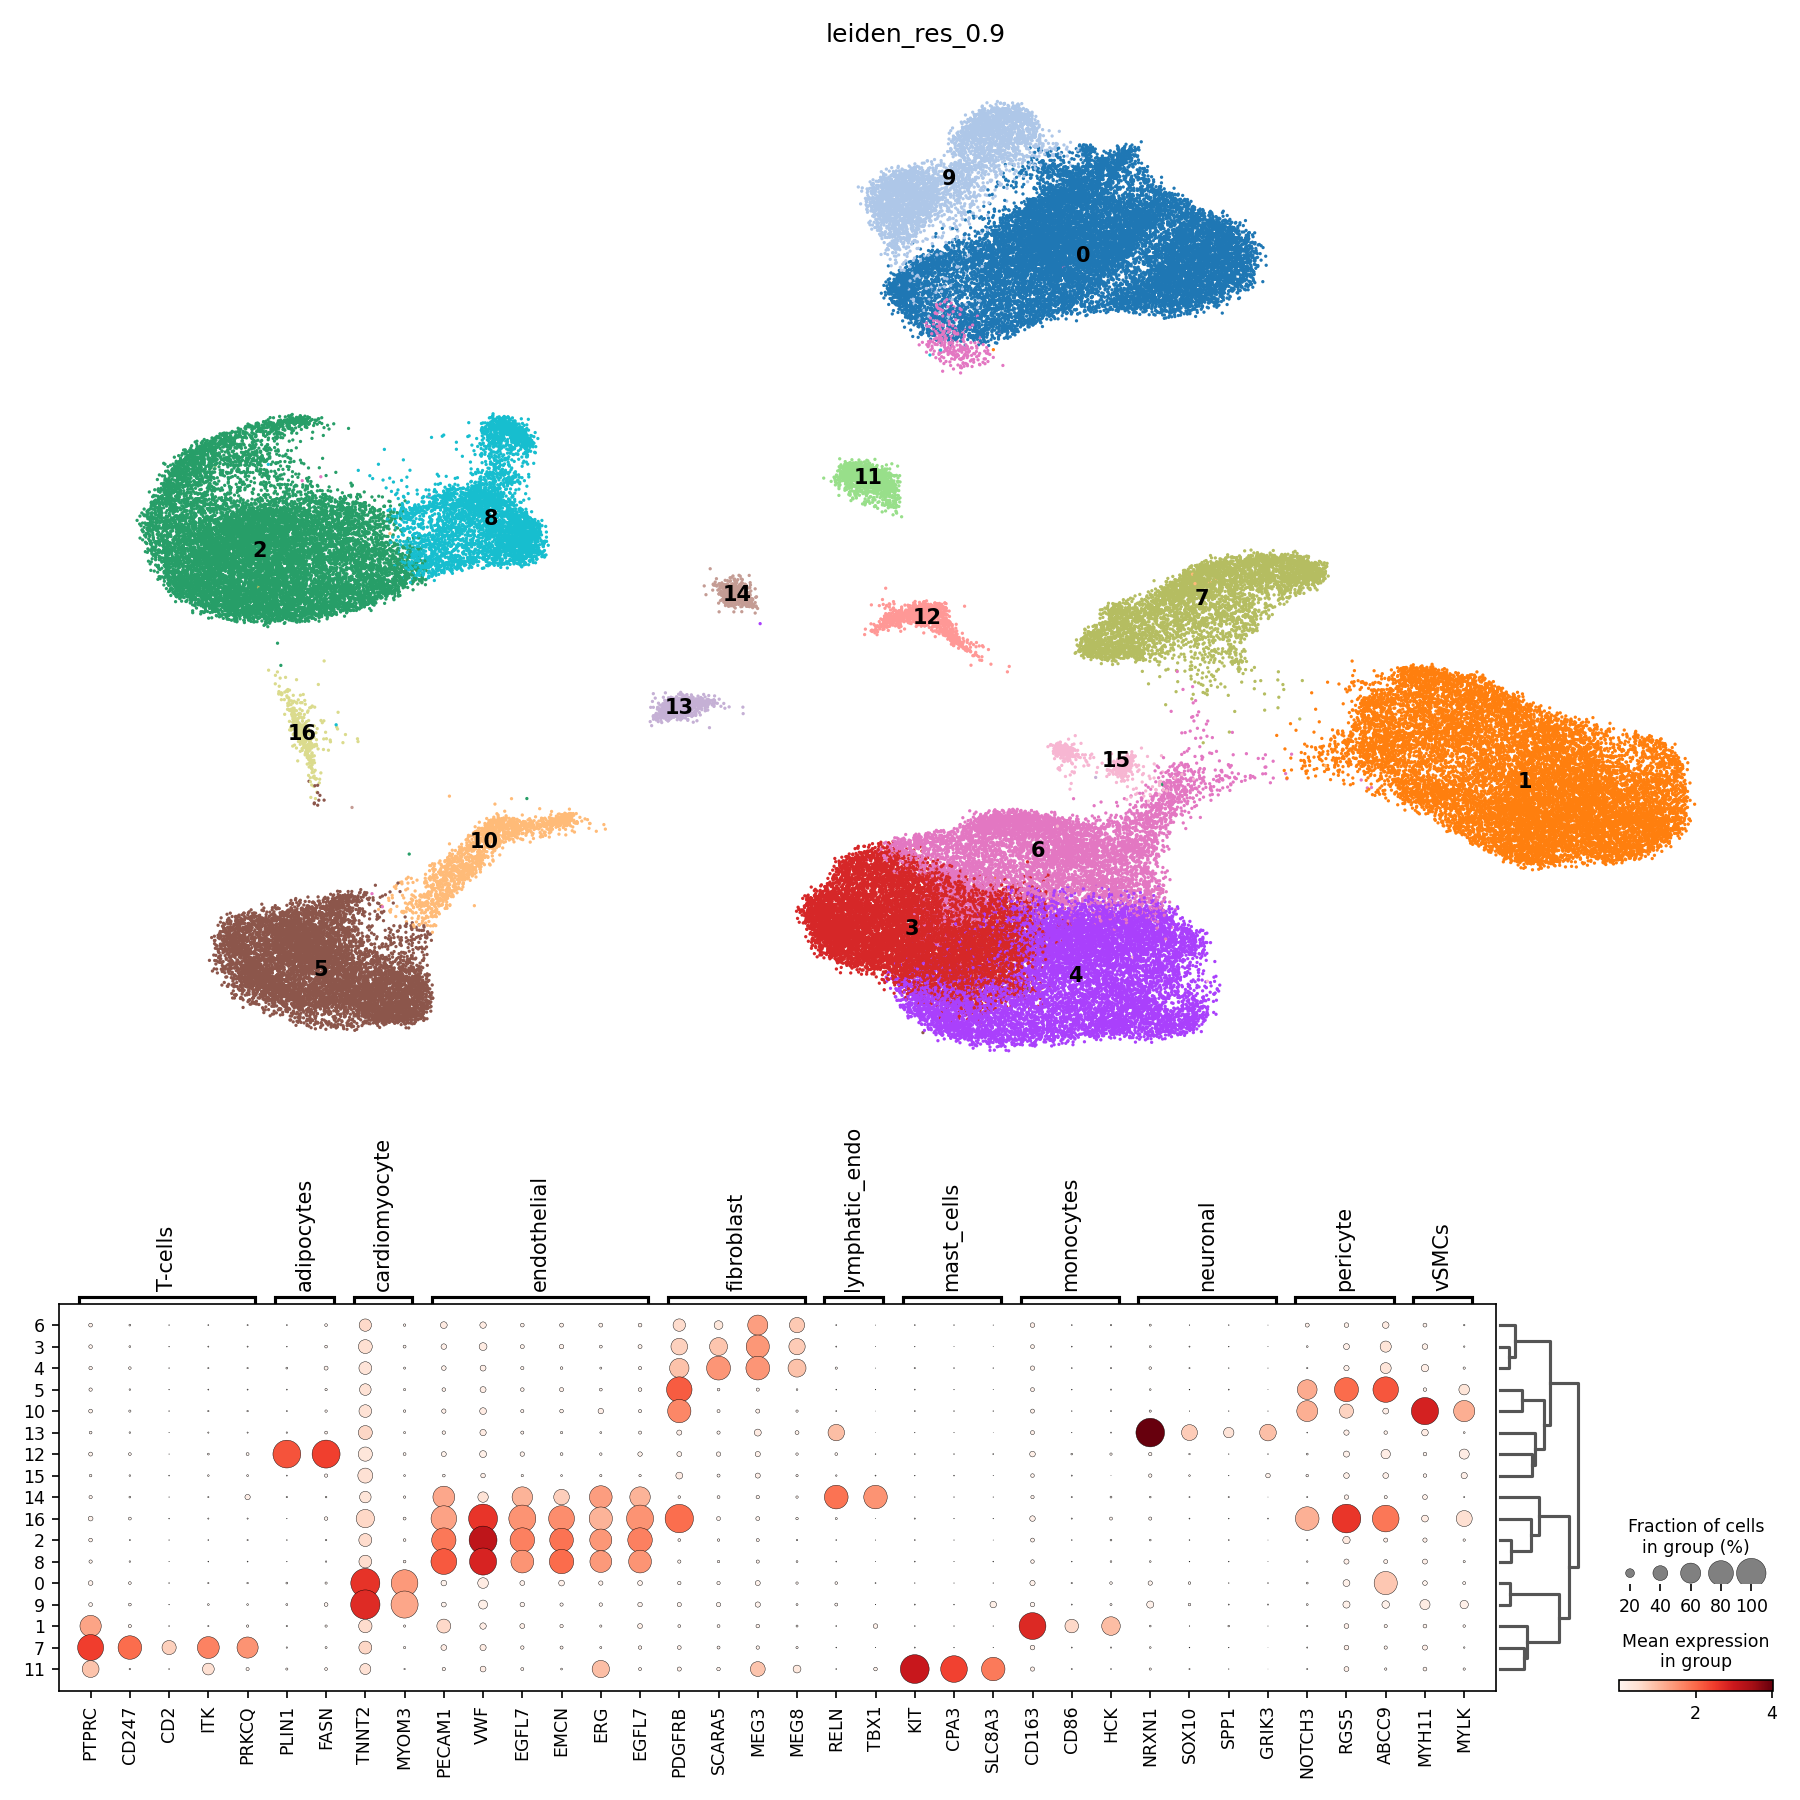 leiden_res_0.9
9
0
11
2
8
14
12
7
13
16
15
1
10
6
3
5
4
T-cells
adipocytes
cardiomyocyte
endothelial
fibroblast
lymphatic_endo
mast_cells
monocytes
neuronal
pericyte
vSMCs
6
3
4
5
10
13
12
15
14
16
2
8
0
9
1
7
11
PTPRC
CD247
CD2
ITK
PRKCQ
PLIN1
FASN
TNNT2
MYOM3
PECAM1
VWF
EGFL7
EMCN
ERG
EGFL7
PDGFRB
SCARA5
MEG3
MEG8
RELN
TBX1
KIT
CPA3
SLC8A3
CD163
CD86
HCK
NRXN1
SOX10
SPP1
GRIK3
NOTCH3
RGS5
ABCC9
MYH11
MYLK
Fraction of cells
in group (%)
20 40 60 80 100
Mean expression
in group
2 4